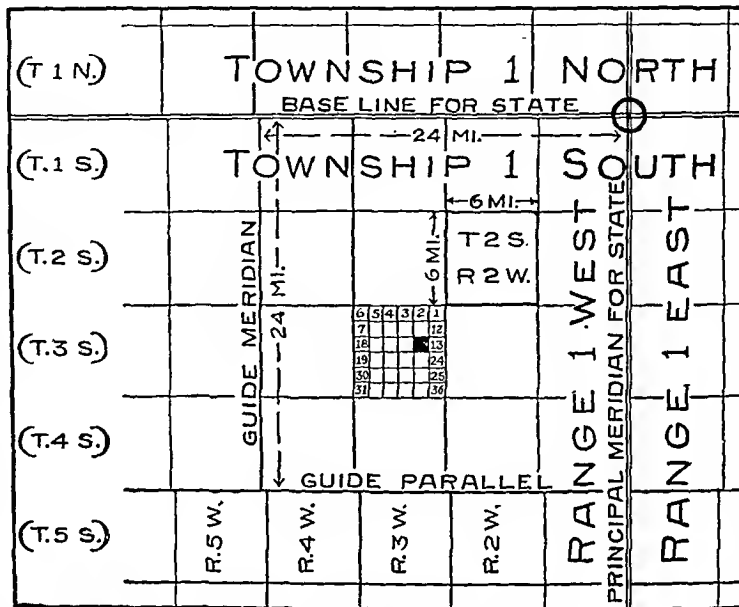 (T 1 N.)
TOWNSHIP 1 NORTH
BASE LINE FOR STATE
24 MI.
(T.1 S.)
TOWNSHIP 1 SOUTH
6 MI.
(T.2 S.)
GUIDE MERIDIAN
24 MI.
6 MI.
T 2 S.
R 2 W.
RANGE 1 WEST
PRINCIPAL MERIDIAN FOR STATE
RANGE 1 EAST
(T.3 S.)
6 5 4 3 2 1
7 12
18 13
19 24
30 25
31 36
(T.4 S.)
GUIDE PARALLEL
(T.5 S.)
R.5 W.
R.4 W.
R.3 W.
R.2 W.